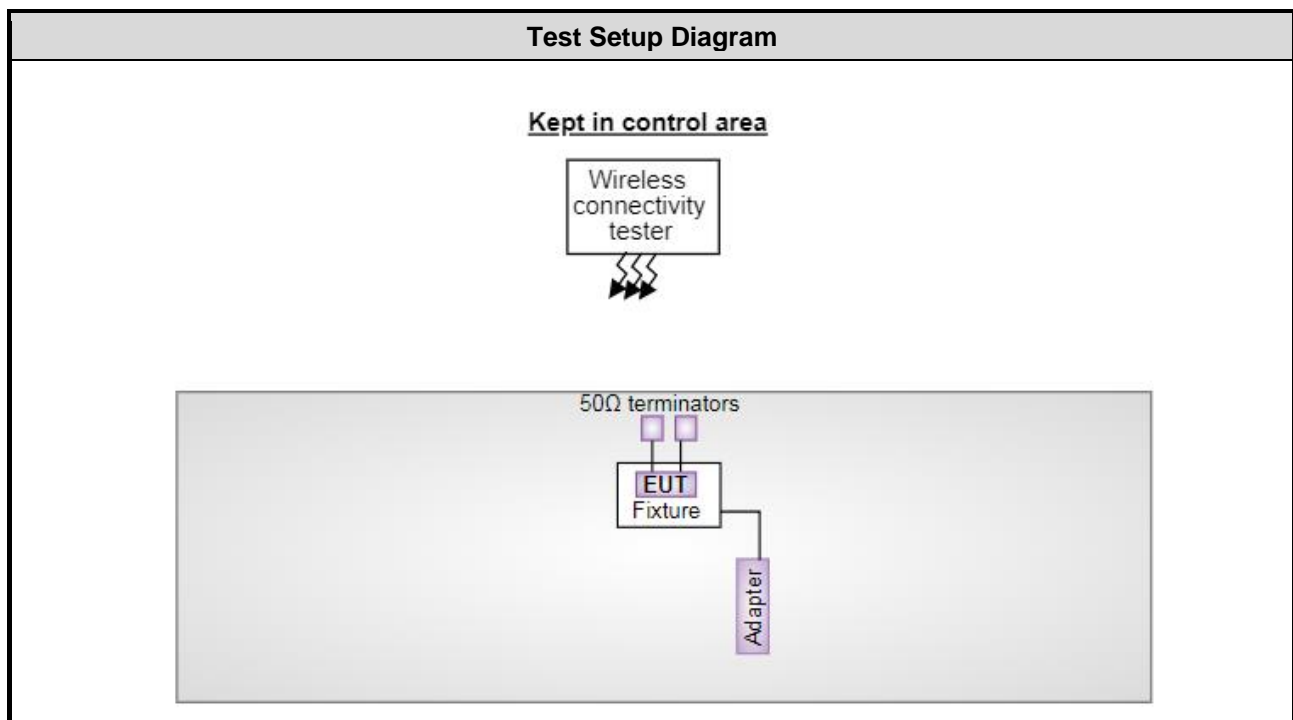 Test Setup Diagram
Kept in control area
Wireless
connectivity
tester
50Ω terminators
EUT
Fixture
Adapter